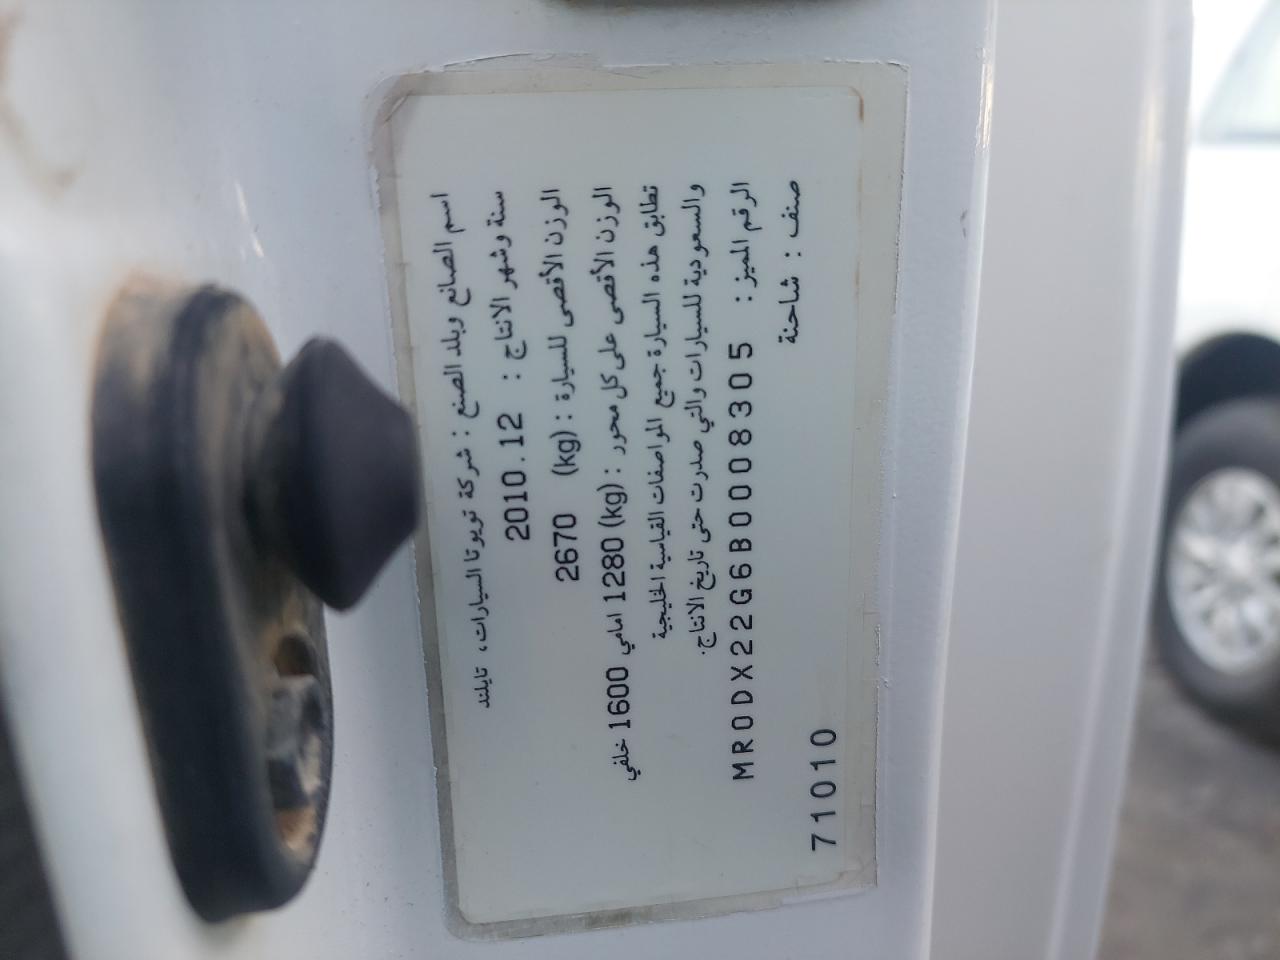 اسم الصانع وبلد الصنع : شركة تويوتا السيارات، تايلند
سنة وشهر الانتاج : 2010.12
الوزن الأقصى للسيارة : (kg) 2670
الوزن الأقصى على كل محور : (kg) 1280 امامي 1600 خلفي
تطابق هذه السيارة جميع المواصفات القياسية الخليجية
والسعودية للسيارات والتي صدرت حتى تاريخ الانتاج.
الرقم المميز : MR0DX22G6B0008305
صنف : شاحنة
71010